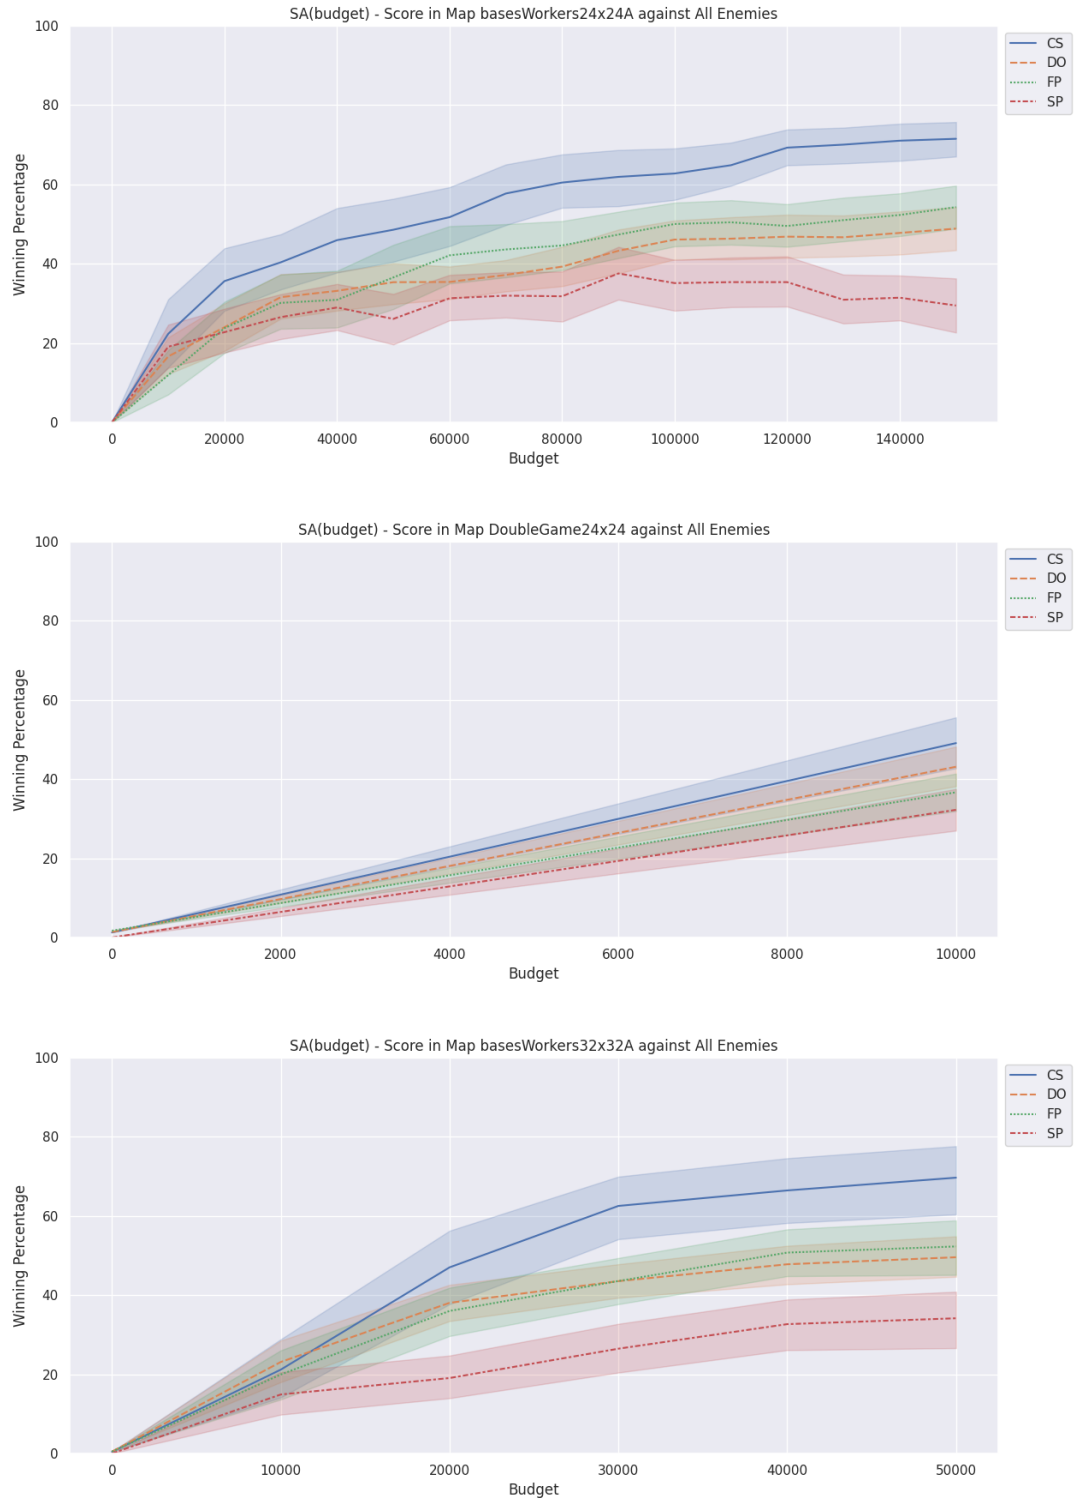 SA(budget) - Score in Map basesWorkers24x24A against All Enemies
100
80
60
40
20
0
Winning Percentage
0 20000 40000 60000 80000 100000 120000 140000
Budget
CS
DO
FP
SP
SA(budget) - Score in Map DoubleGame24x24 against All Enemies
100
80
60
40
20
0
Winning Percentage
0 2000 4000 6000 8000 10000
Budget
CS
DO
FP
SP
SA(budget) - Score in Map basesWorkers32x32A against All Enemies
100
80
60
40
20
0
Winning Percentage
0 10000 20000 30000 40000 50000
Budget
CS
DO
FP
SP